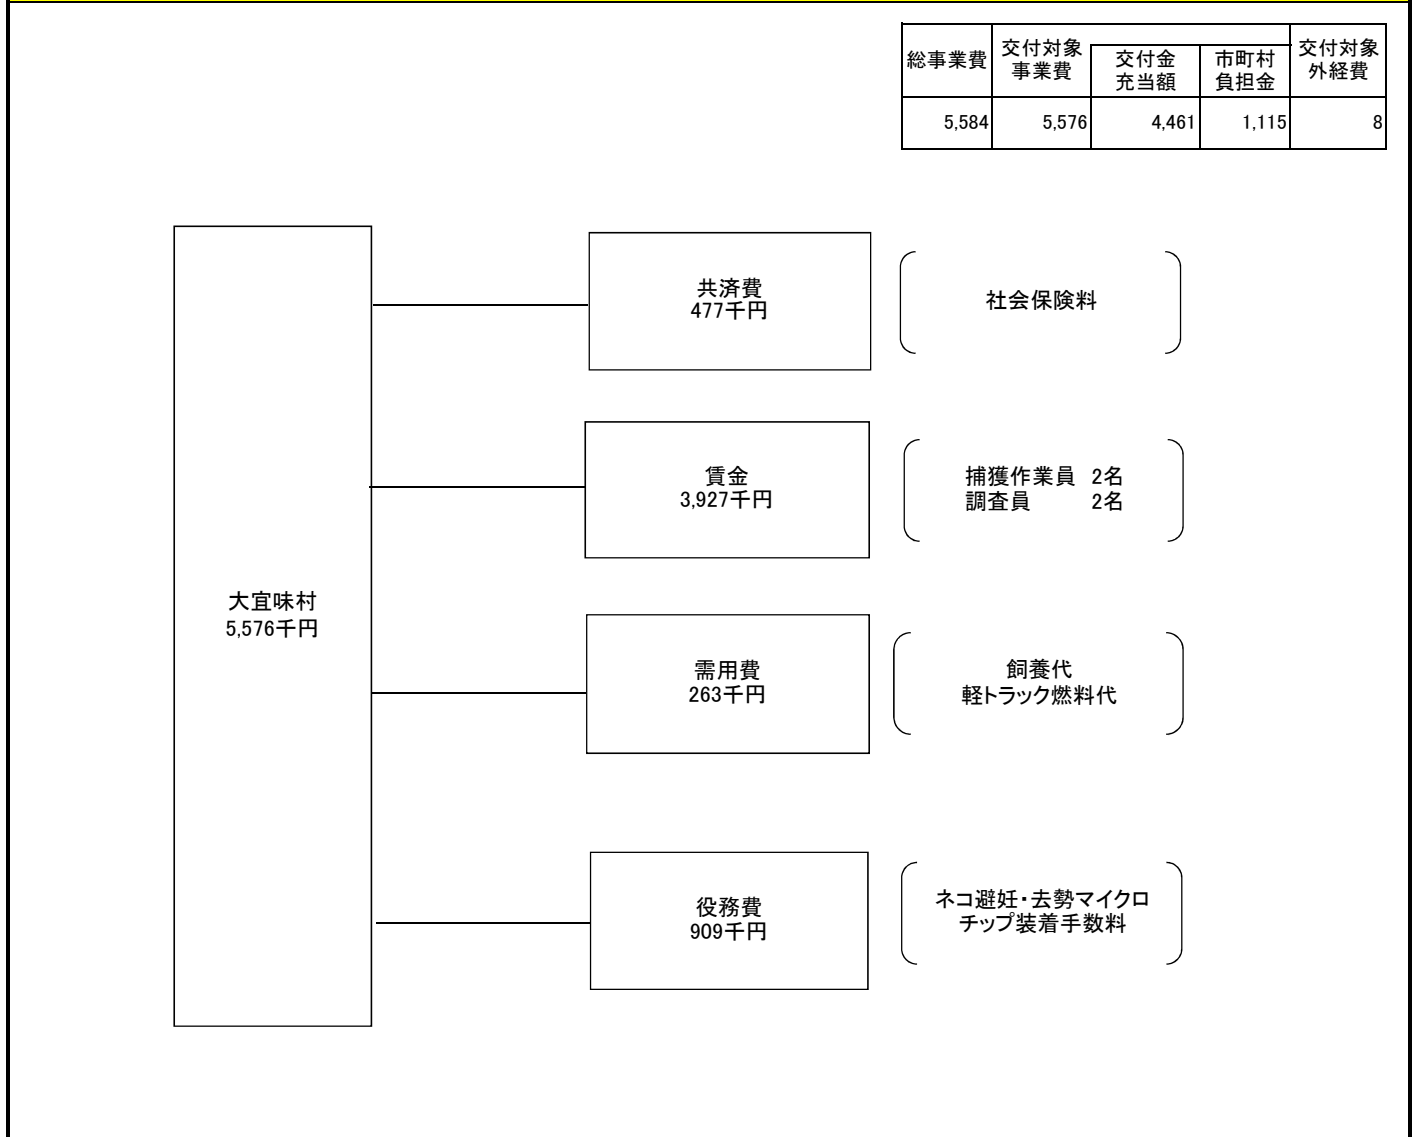 総事業費
交付対象
事業費
交付金
充当額
市町村
負担金
交付対象
外経費
5,584 5,576 4,461 1,115 8
大宜味村
5,576千円
共済費
477千円
社会保険料
賃金
3,927千円
捕獲作業員 2名
調査員 2名
需用費
263千円
飼養代
軽トラック燃料代
役務費
909千円
ネコ避妊・去勢マイクロ
チップ装着手数料